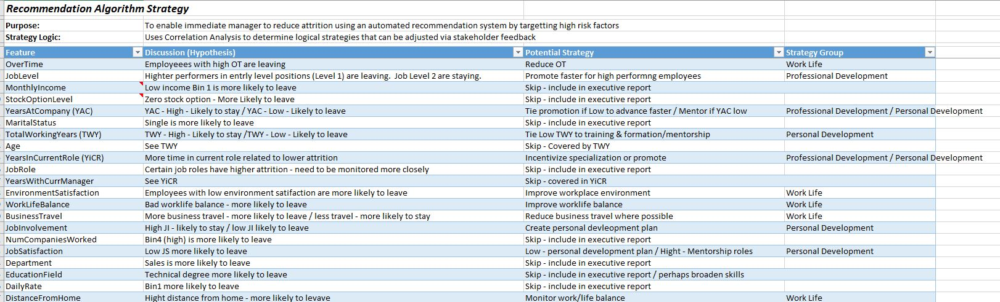 Recommendation Algorithm Strategy
Purpose: To enable immediate manager to reduce attrition using an automated recommendation system by targetting high risk factors
Strategy Logic: Uses Correlation Analysis to determine logical strategies that can be adjusted via stakeholder feedback
Feature Discussion (Hypothesis) Potential Strategy Strategy Group
OverTime Employeees with high OT are leaving Reduce OT Work Life
JobLevel Highter performers in entrly level positions (Level 1) are leaving. Job Level 2 are staying. Promote faster for high performng employees Professional Development
MonthlyIncome Low income Bin 1 is more likely to leave Skip - include in executive report
StockOptionLevel Zero stock option - More Likely to leave Skip - include in executive report
YearsAtCompany (YAC) YAC - High - Likely to stay / YAC - Low - Likely to leave Tie promotion if Low to advance faster / Mentor if YAC low Professional Development / Personal Development
MaritalStatus Single is more likely to leave Skip - include in executive report
TotalWorkingYears (TWY) TWY - High - Likely to stay /TWY - Low - Likely to leave Tie Low TWY to training & formation/mentorship Personal Development
Age See TWY Skip - Covered by TWY
YearsInCurrentRole (YiCR) More time in current role related to lower attrition Incentivize specialization or promote Professional Development / Personal Development
JobRole Certain job roles have higher attrition - need to be monitored more closely Skip - include in executive report
YearsWithCurrManager See YiCR Skip - covered in YiCR
EnvironmentSatisfaction Employees with low environment satifaction are more likely to leave Improve workplace environment Work Life
WorkLifeBalance Bad worklife balance - more likely to leave Improve worklife balance Work Life
BusinessTravel More business travel - more likely to leave / less travel - more likely to stay Reduce business travel where possible Work Life
JobInvolvement High JI - likely to stay / low JI likely to leave Create personal devleopment plan Personal Development
NumCompaniesWorked Bin4 (high) is more likely to leave Skip - include in executive report
JobSatisfaction Low JS more likely to leave Low - personal development plan / Hight - Mentorship roles Personal Development
Department Sales is more likely to leave Skip - include in executive report
EducationField Technical degree more likely to leave Skip - include in executive report / perhaps broaden skills
DailyRate Bin1 more likely to leave Skip - include in executive report
DistanceFromHome Hight distance from home - more likely to levave Monitor work/life balance Work Life